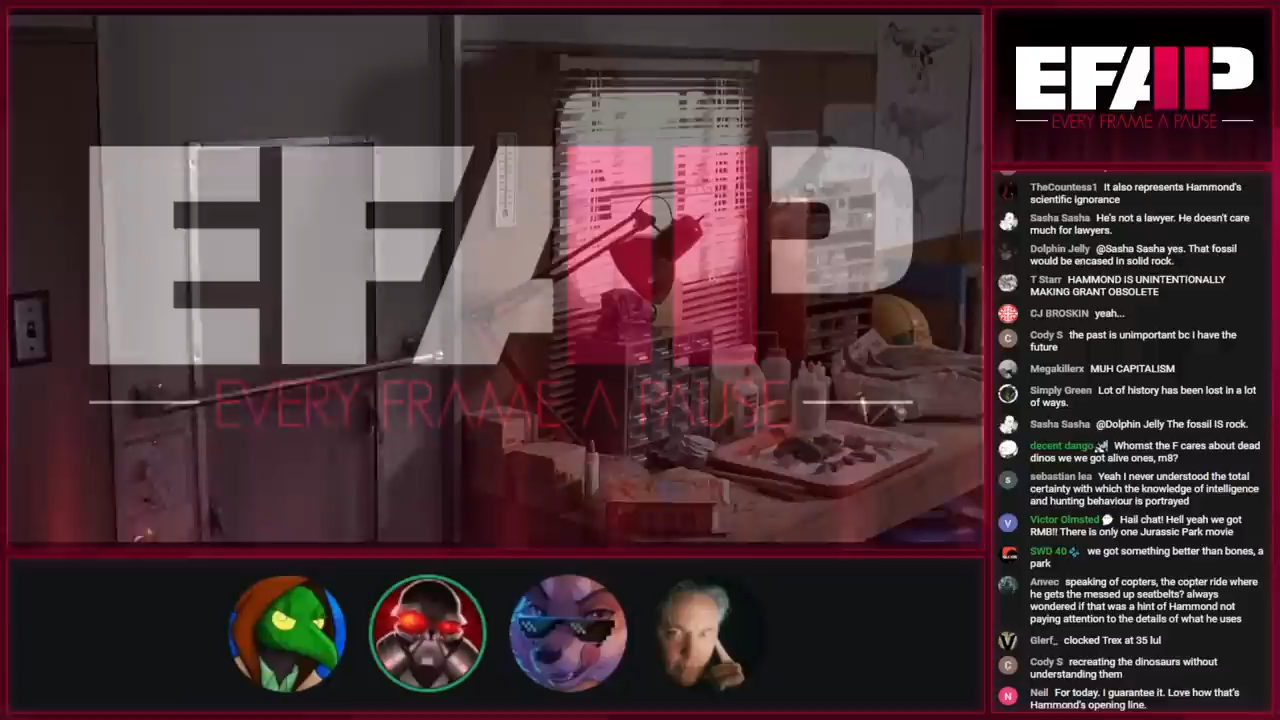 EFAP
EVERY FRAME A PAUSE
EFAP
EVERY FRAME A PAUSE
TheCountess1 It also represents Hammond's
scientific ignorance
Sasha Sasha He's not a lawyer. He doesn't care
much for lawyers.
Dolphin Jelly @Sasha Sasha yes. That fossil
would be encased in solid rock.
T Starr HAMMOND IS UNINTENTIONALLY
MAKING GRANT OBSOLETE
CJ BROSKIN yeah...
Cody S the past is unimportant bc I have the
future
Megakillerx MUH CAPITALISM
Simply Green Lot of history has been lost in a lot
of ways.
Sasha Sasha @Dolphin Jelly The fossil IS rock.
decent dango Whomst the F cares about dead
dinos we we got alive ones, m8?
sebastian lea Yeah I never understood the total
certainty with which the knowledge of intelligence
and hunting behaviour is portrayed
Victor Olmsted Hail chat! Hell yeah we got
RMB!! There is only one Jurassic Park movie
SWD 40 we got something better than bones, a
park
Anvec speaking of copters, the copter ride where
he gets the messed up seatbelts? always
wondered if that was a hint of Hammond not
paying attention to the details of what he uses
Glerf_ clocked Trex at 35 lul
Cody S recreating the dinosaurs without
understanding them
Neil For today. I guarantee it. Love how that's
Hammond's opening line.